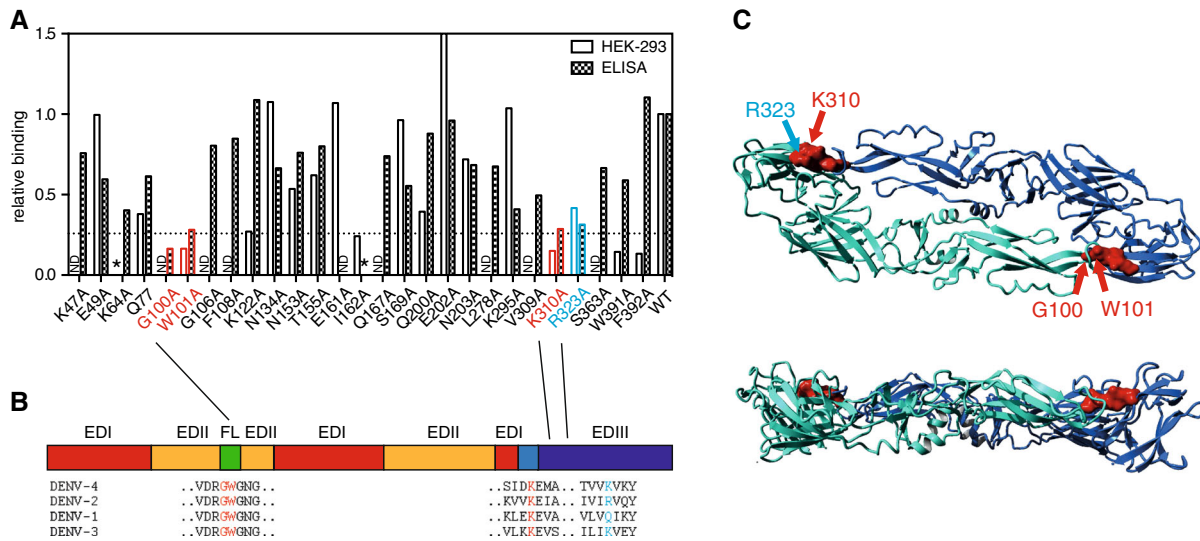 A
1.5
1.0
0.5
0.0
relative binding
HEK-293
ELISA
ND
*
ND
ND
ND
ND
*
ND
ND
ND
ND
ND
K47A
E49A
K64A
Q77
G100A
W101A
G106A
F108A
K122A
N134A
N153A
T155A
E161A
I162A
Q167A
S169A
Q200A
E202A
N203A
L278A
K295A
V309A
K310A
R323A
S363A
W391A
F392A
WT
B
EDI EDII FL EDII EDI EDII EDI EDIII
DENV-4 ..VDRGWGNG.. ..SIDKEMA.. TVVKVKY
DENV-2 ..VDRGWGNG.. ..KVVKEIA.. IVIRVQY
DENV-1 ..VDRGWGNG.. ..KLEKEVA.. VLVQIKY
DENV-3 ..VDRGWGNG.. ..VLKKEVS.. ILIKVEY
C
K310
R323
G100
W101